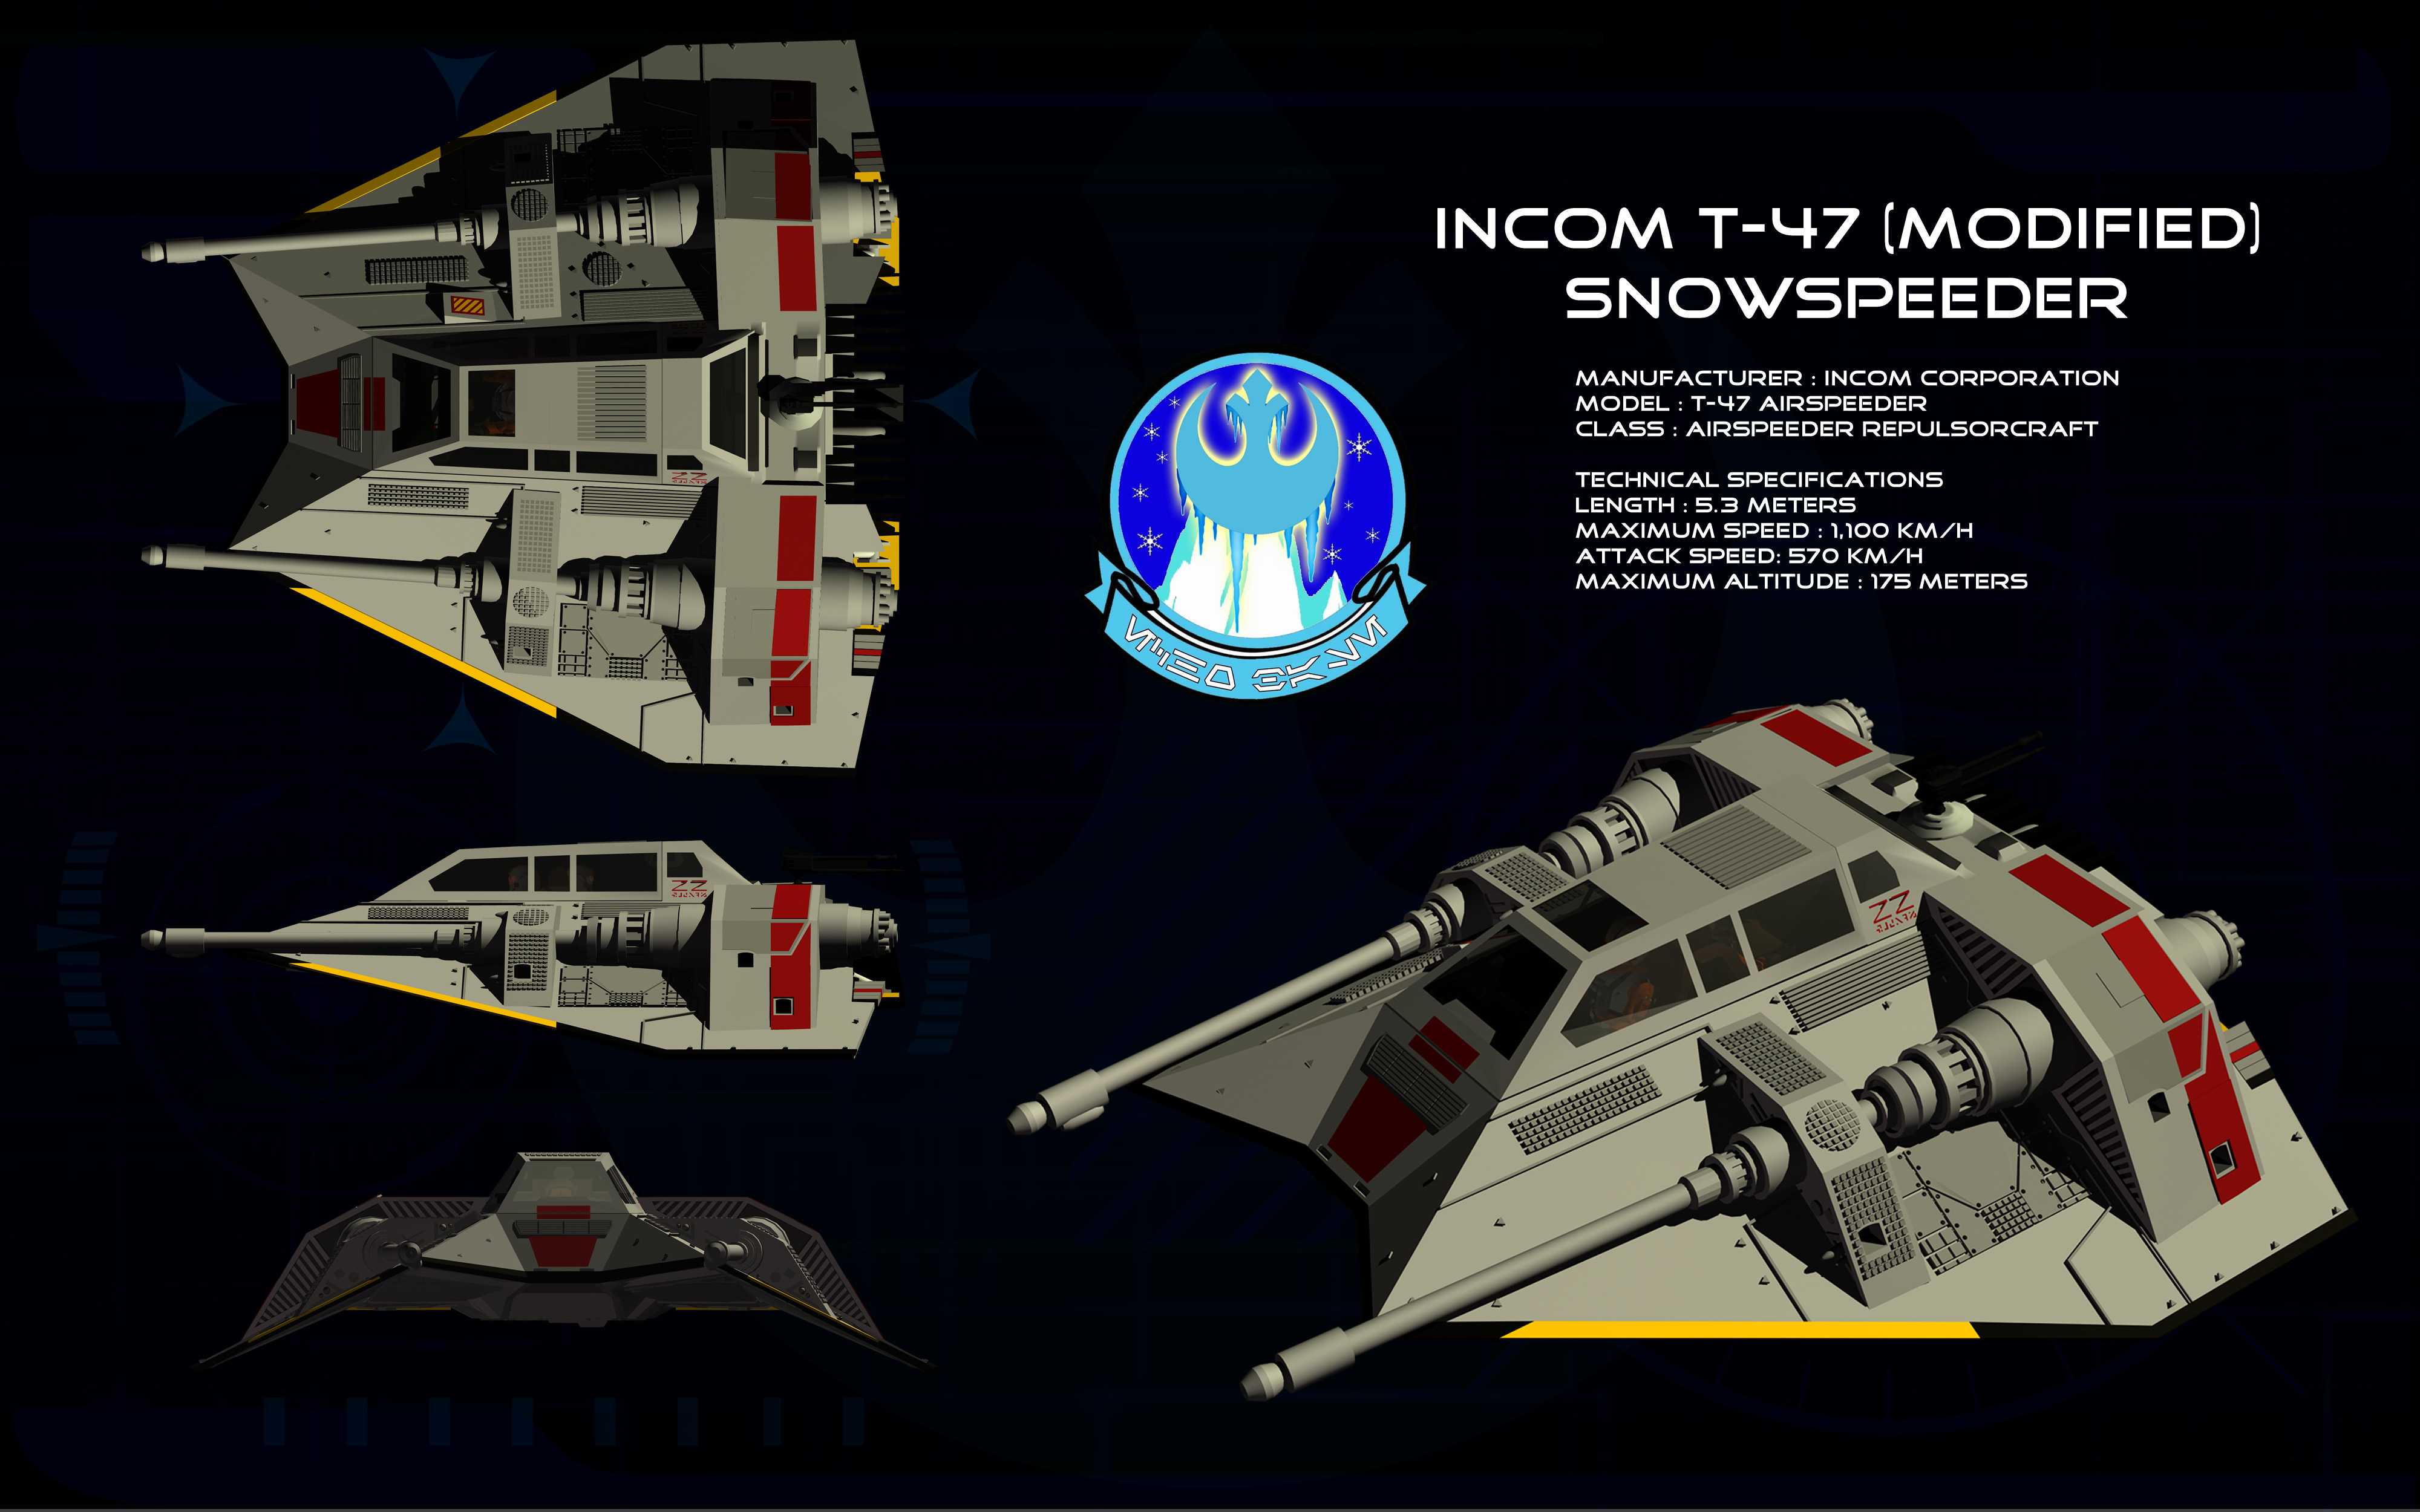 INCOM T-47 (MODIFIED)
SNOWSPEEDER
MANUFACTURER : INCOM CORPORATION
MODEL : T-47 AIRSPEEDER
CLASS : AIRSPEEDER REPULSORCRAFT
TECHNICAL SPECIFICATIONS
LENGTH : 5.3 METERS
MAXIMUM SPEED : 1,100 KM/H
ATTACK SPEED: 570 KM/H
MAXIMUM ALTITUDE : 175 METERS